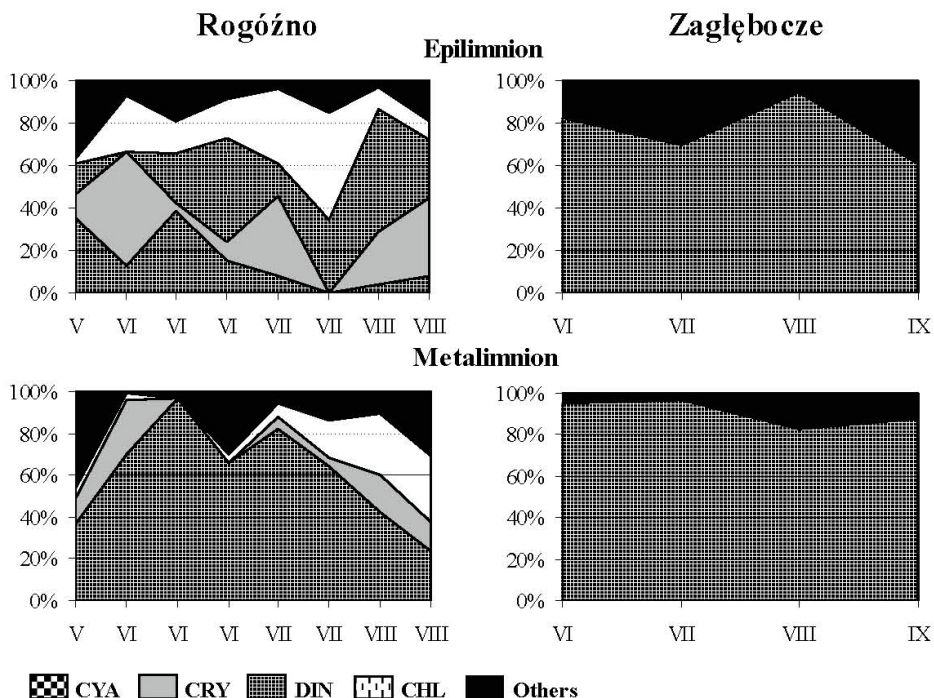 Rogóźno Zagłębocze
Epilimnion
100% 100%
80% 80%
60% 60%
40% 40%
20% 20%
0% 0%
V VI VI VI VII VII VIII VIII VI VII VIII IX
Metalimnion
100% 100%
80% 80%
60% 60%
40% 40%
20% 20%
0% 0%
V VI VI VI VII VII VIII VIII VI VII VIII IX
CYA CRY DIN CHL Others